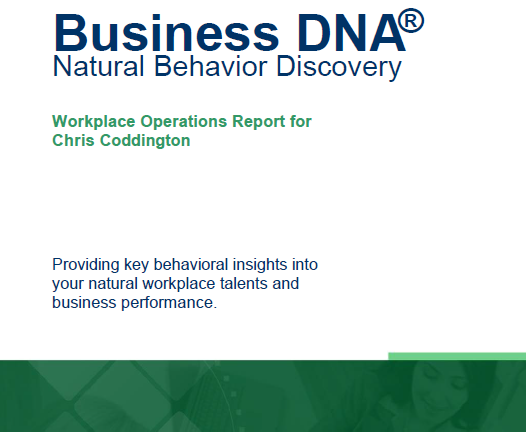 Business DNA®
Natural Behavior Discovery
Workplace Operations Report for
Chris Coddington
Providing key behavioral insights into
your natural workplace talents and
business performance.